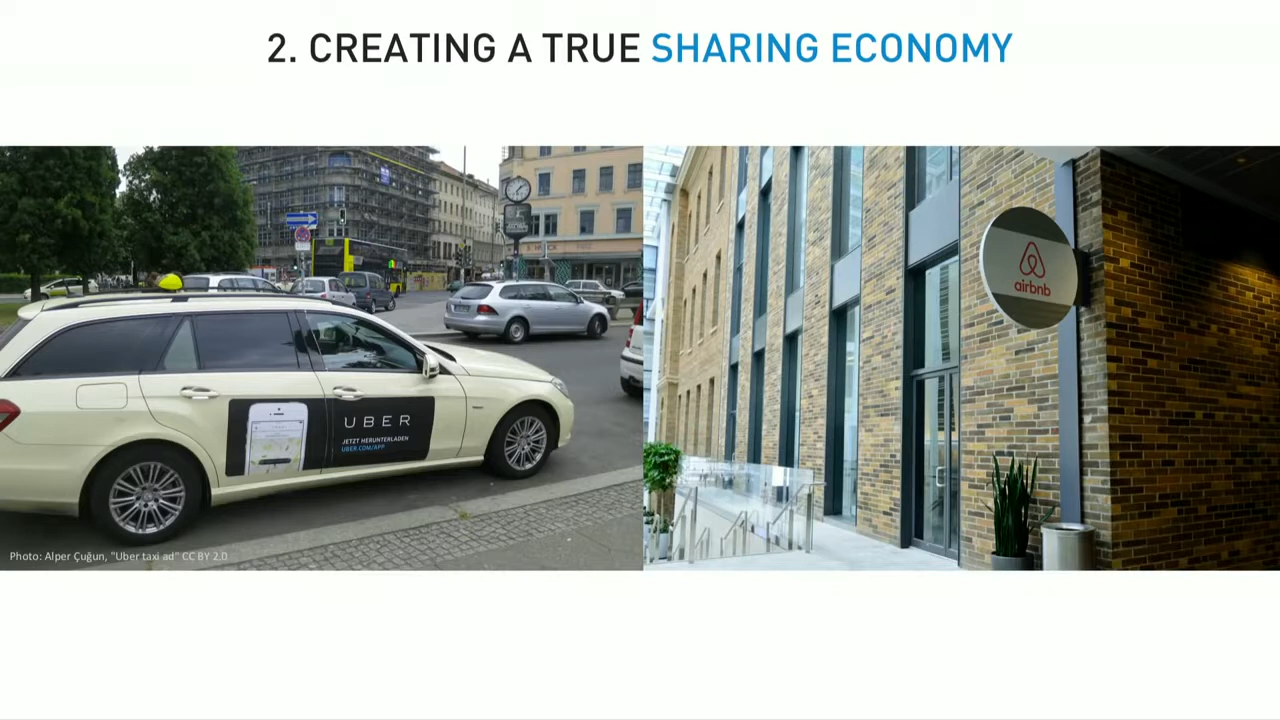 2. CREATING A TRUE SHARING ECONOMY
UBER
JETZT HERUNTERLADEN
UBER.COM/APP
airbnb
Photo: Alper Çuğun, "Uber taxi ad" CC BY 2.0